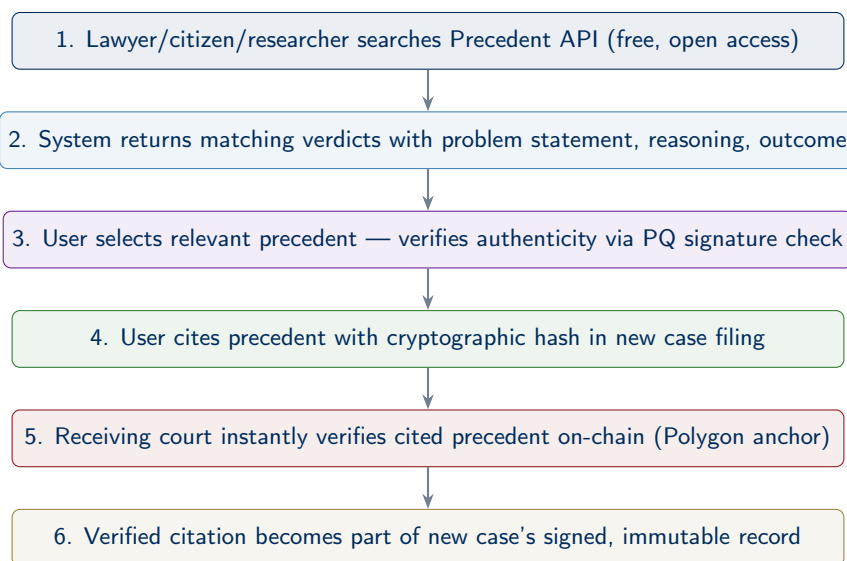 1. Lawyer/citizen/researcher searches Precedent API (free, open access)
2. System returns matching verdicts with problem statement, reasoning, outcome
3. User selects relevant precedent — verifies authenticity via PQ signature check
4. User cites precedent with cryptographic hash in new case filing
5. Receiving court instantly verifies cited precedent on-chain (Polygon anchor)
6. Verified citation becomes part of new case's signed, immutable record